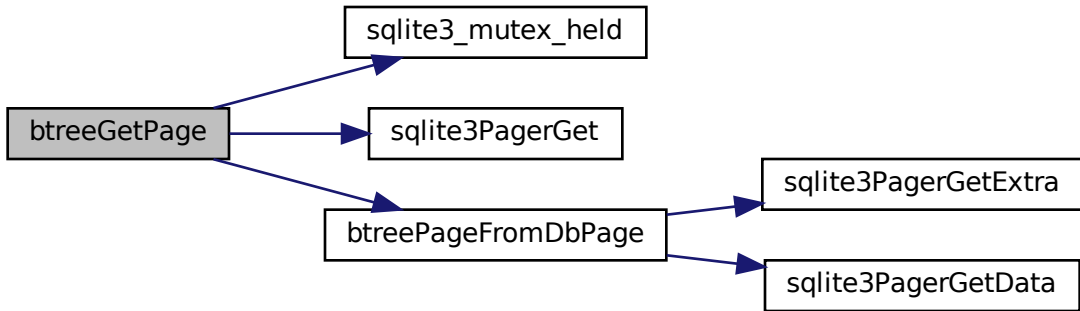 sqlite3_mutex_held
btreeGetPage
sqlite3PagerGet
btreePageFromDbPage
sqlite3PagerGetExtra
sqlite3PagerGetData